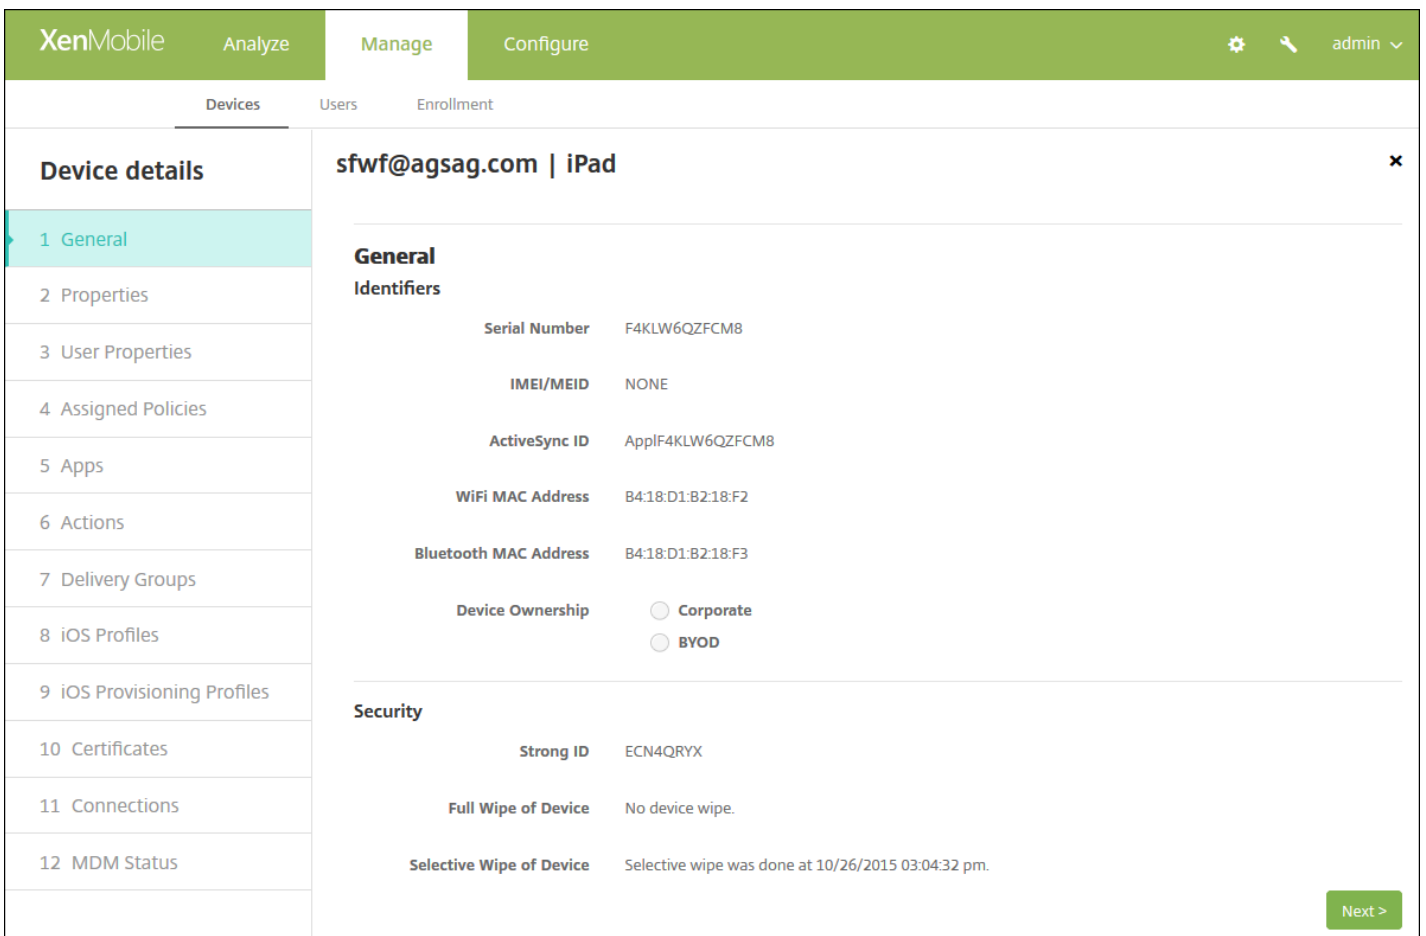 XenMobile Analyze Manage Configure admin
Devices Users Enrollment
Device details
1 General
2 Properties
3 User Properties
4 Assigned Policies
5 Apps
6 Actions
7 Delivery Groups
8 iOS Profiles
9 iOS Provisioning Profiles
10 Certificates
11 Connections
12 MDM Status
sfwf@agsag.com | iPad
General
Identifiers
Serial Number F4KLW6QZFCM8
IMEI/MEID NONE
ActiveSync ID ApplF4KLW6QZFCM8
WiFi MAC Address B4:18:D1:B2:18:F2
Bluetooth MAC Address B4:18:D1:B2:18:F3
Device Ownership Corporate
BYOD
Security
Strong ID ECN4QRYX
Full Wipe of Device No device wipe.
Selective Wipe of Device Selective wipe was done at 10/26/2015 03:04:32 pm.
Next >